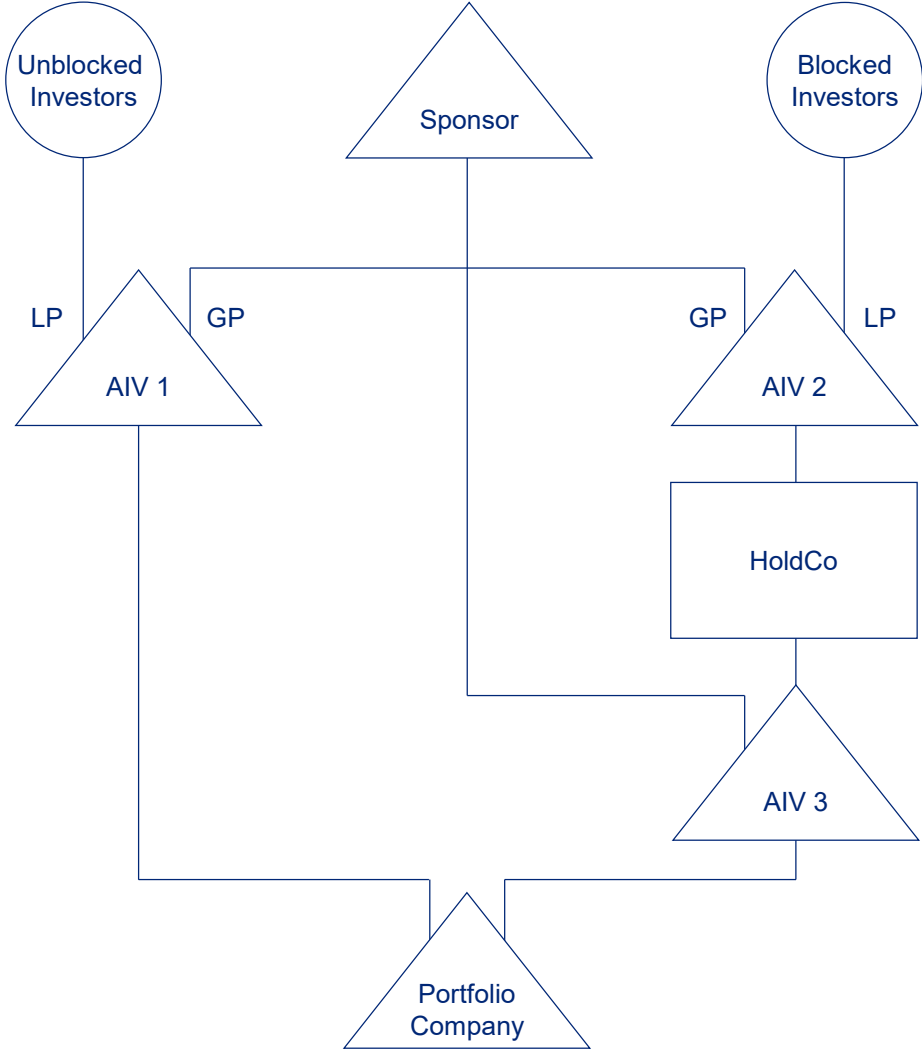 Unblocked
Investors
Sponsor
Blocked
Investors
LP
GP
GP
LP
AIV 1
AIV 2
HoldCo
AIV 3
Portfolio
Company